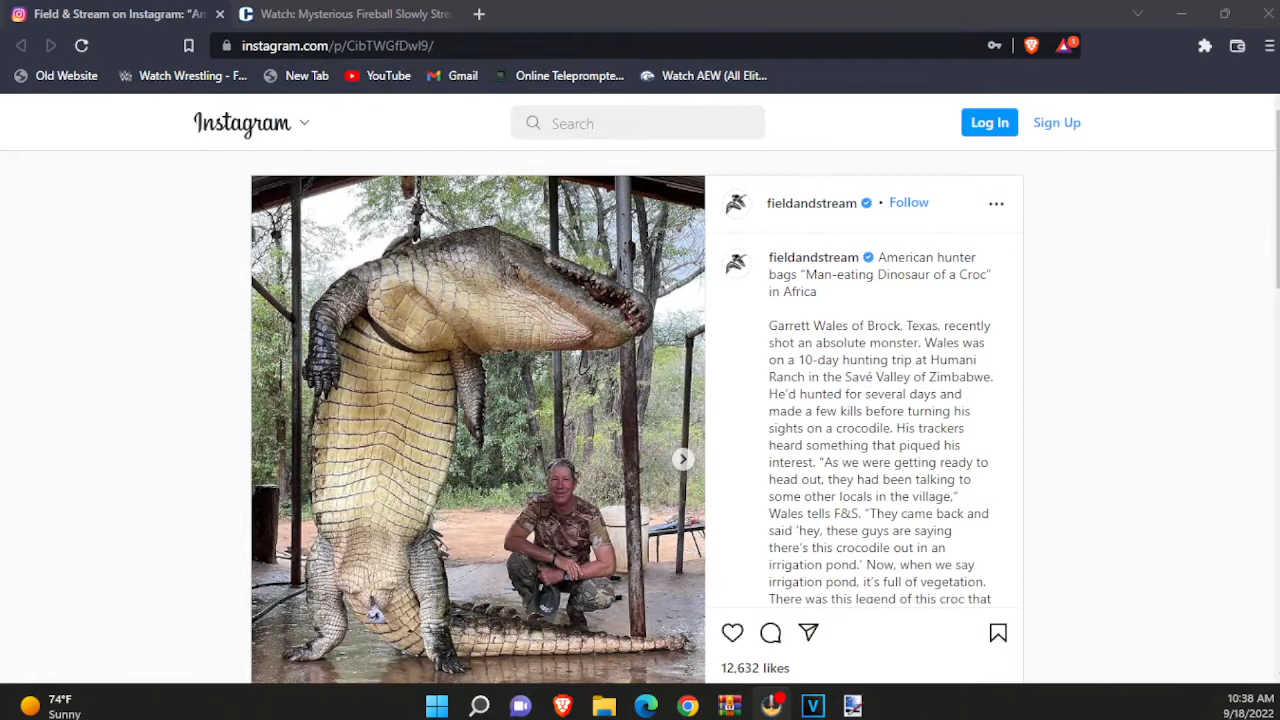 Field & Stream on Instagram: "An
Watch: Mysterious Fireball Slowly Stre
instagram.com/p/CibTWGfDwI9/
1
Old Website
Watch Wrestling - F...
New Tab
YouTube
Gmail
Online Teleprompte...
Watch AEW (All Elit...
Instagram
Search
Log In
Sign Up
fieldandstream • Follow
fieldandstream American hunter
bags “Man-eating Dinosaur of a Croc”
in Africa
Garrett Wales of Brock, Texas, recently
shot an absolute monster. Wales was
on a 10-day hunting trip at Humani
Ranch in the Savé Valley of Zimbabwe.
He’d hunted for several days and
made a few kills before turning his
sights on a crocodile. His trackers
heard something that piqued his
interest. “As we were getting ready to
head out, they had been talking to
some other locals in the village,”
Wales tells F&S. “They came back and
said ‘hey, these guys are saying
there’s this crocodile out in an
irrigation pond.’ Now, when we say
irrigation pond, it’s full of vegetation.
There was this legend of this croc that
12,632 likes
74°F
Sunny
10:38 AM
9/18/2022